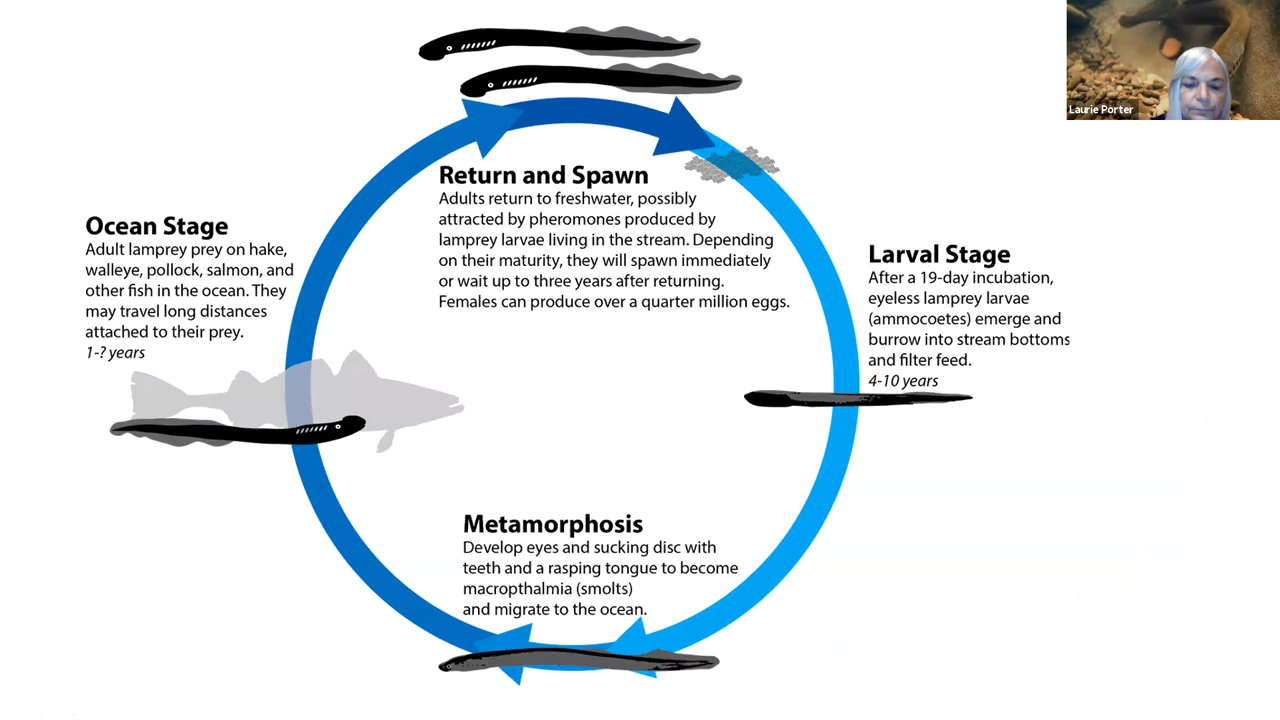 Laurie Porter
Return and Spawn
Adults return to freshwater, possibly
attracted by pheromones produced by
lamprey larvae living in the stream. Depending
on their maturity, they will spawn immediately
or wait up to three years after returning.
Females can produce over a quarter million eggs.
Ocean Stage
Adult lamprey prey on hake,
walleye, pollock, salmon, and
other fish in the ocean. They
may travel long distances
attached to their prey.
1-? years
Larval Stage
After a 19-day incubation,
eyeless lamprey larvae
(ammocoetes) emerge and
burrow into stream bottoms
and filter feed.
4-10 years
Metamorphosis
Develop eyes and sucking disc with
teeth and a rasping tongue to become
macropthalmia (smolts)
and migrate to the ocean.